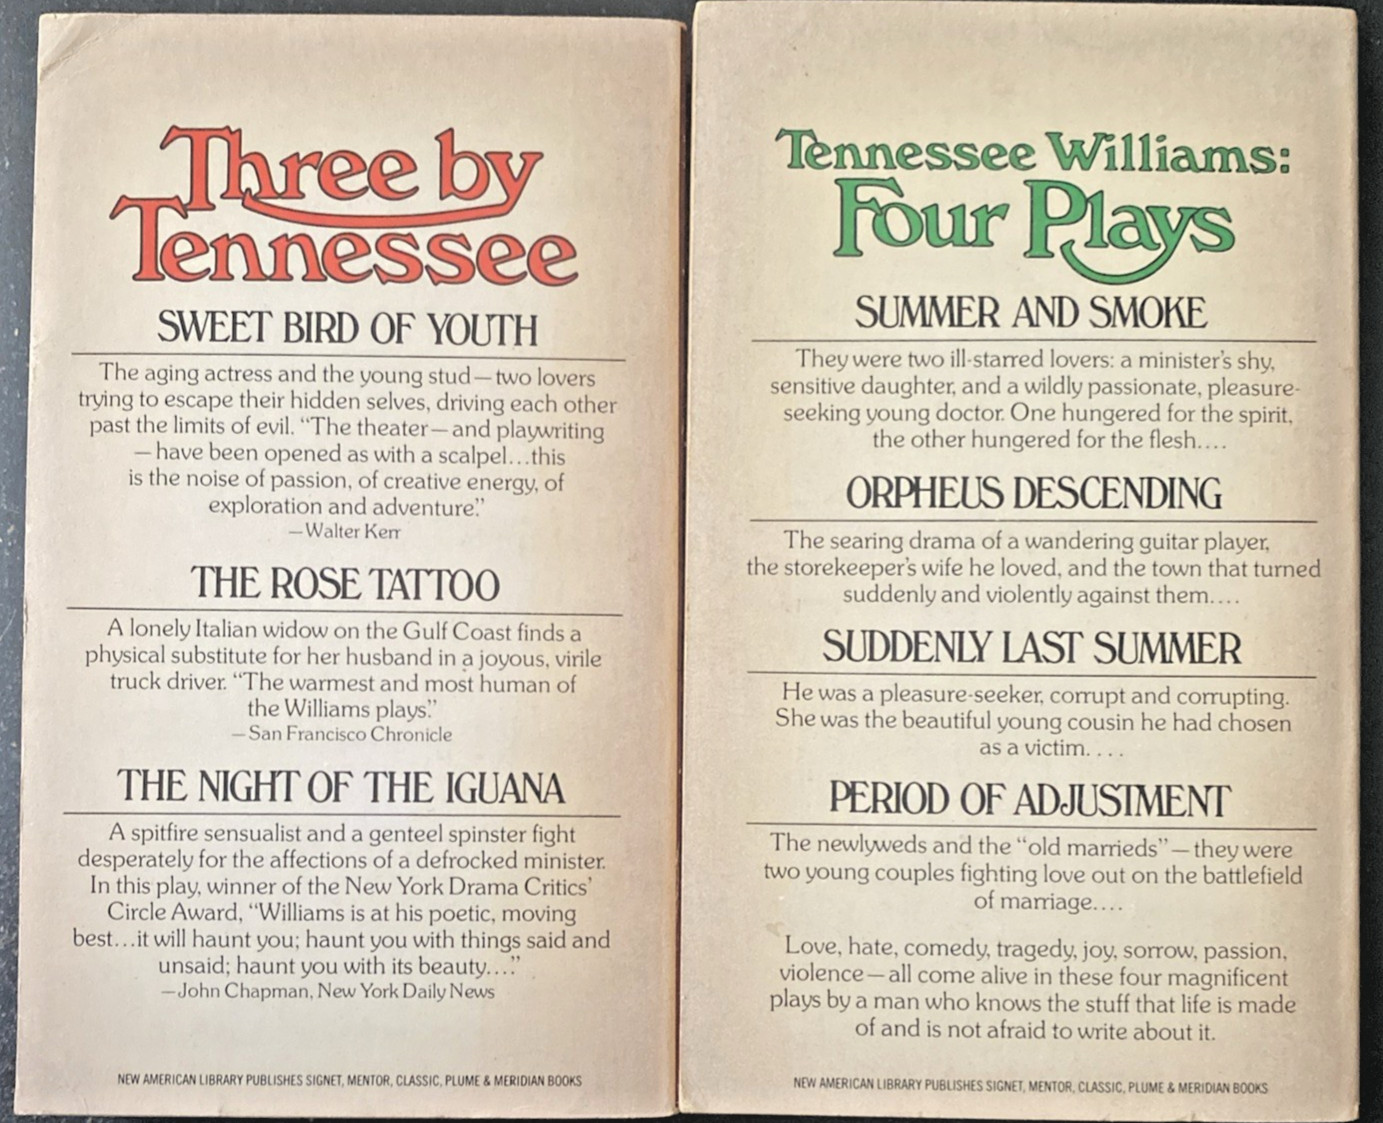 Three by
Tennessee
SWEET BIRD OF YOUTH
The aging actress and the young stud—two lovers
trying to escape their hidden selves, driving each other
past the limits of evil. “The theater—and playwriting
—have been opened as with a scalpel...this
is the noise of passion, of creative energy, of
exploration and adventure.”
—Walter Kerr
THE ROSE TATTOO
A lonely Italian widow on the Gulf Coast finds a
physical substitute for her husband in a joyous, virile
truck driver. “The warmest and most human of
the Williams plays.”
—San Francisco Chronicle
THE NIGHT OF THE IGUANA
A spitfire sensualist and a genteel spinster fight
desperately for the affections of a defrocked minister.
In this play, winner of the New York Drama Critics’
Circle Award, “Williams is at his poetic, moving
best...it will haunt you; haunt you with things said and
unsaid; haunt you with its beauty....”
—John Chapman, New York Daily News
NEW AMERICAN LIBRARY PUBLISHES SIGNET, MENTOR, CLASSIC, PLUME & MERIDIAN BOOKS
Tennessee Williams:
Four Plays
SUMMER AND SMOKE
They were two ill-starred lovers: a minister’s shy,
sensitive daughter, and a wildly passionate, pleasure-
seeking young doctor. One hungered for the spirit,
the other hungered for the flesh....
ORPHEUS DESCENDING
The searing drama of a wandering guitar player,
the storekeeper’s wife he loved, and the town that turned
suddenly and violently against them....
SUDDENLY LAST SUMMER
He was a pleasure-seeker, corrupt and corrupting.
She was the beautiful young cousin he had chosen
as a victim....
PERIOD OF ADJUSTMENT
The newlyweds and the “old marrieds”—they were
two young couples fighting love out on the battlefield
of marriage....
Love, hate, comedy, tragedy, joy, sorrow, passion,
violence—all come alive in these four magnificent
plays by a man who knows the stuff that life is made
of and is not afraid to write about it.
NEW AMERICAN LIBRARY PUBLISHES SIGNET, MENTOR, CLASSIC, PLUME & MERIDIAN BOOKS